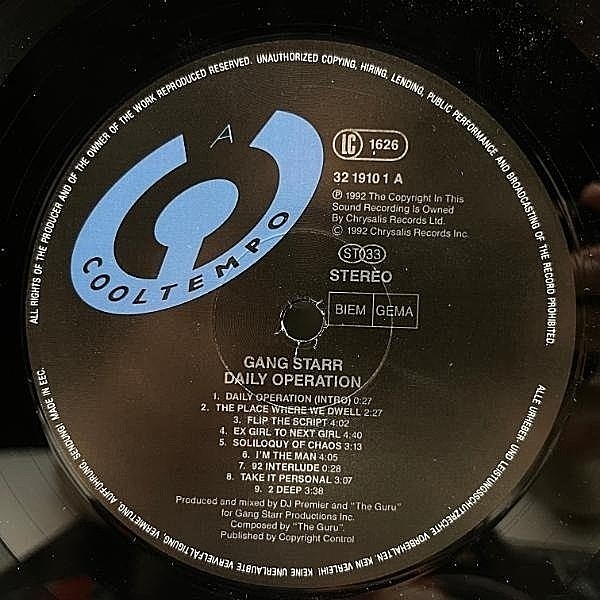 ALL RIGHTS OF THE PRODUCER AND OF THE OWNER OF THE WORK REPRODUCED RESERVED. UNAUTHORIZED COPYING, HIRING, LENDING, PUBLIC PERFORMANCE AND BROADCASTING OF THE RECORD PROHIBITED.
A
COOLTEMPO
LC 1626
32 1910 1 A
℗ 1992 The Copyright In This
Sound Recording Is Owned
By Chrysalis Records Ltd.
© 1992 Chrysalis Records Inc.
ST 33
STEREO
BIEM GEMA
GANG STARR
DAILY OPERATION
1. DAILY OPERATION (INTRO) 0:27
2. THE PLACE WHERE WE DWELL 2:27
3. FLIP THE SCRIPT 4:02
4. EX GIRL TO NEXT GIRL 4:40
5. SOLILOQUY OF CHAOS 3:13
6. I'M THE MAN 4:05
7. 92 INTERLUDE 0:28
8. TAKE IT PERSONAL 3:07
9. 2 DEEP 3:38
Produced and mixed by DJ Premier and "The Guru"
for Gang Starr Productions Inc.
Composed by "The Guru".
Published by Copyright Control
ALLE URHEBER UND LEISTUNGSSCHUTZRECHTE VORBEHALTEN. KEIN VERLEIH! KEINE UNERLAUBTE VERVIELFÄLTIGUNG, VERMIETUNG, AUFFÜHRUNG, SENDUNG! MADE IN EEC.